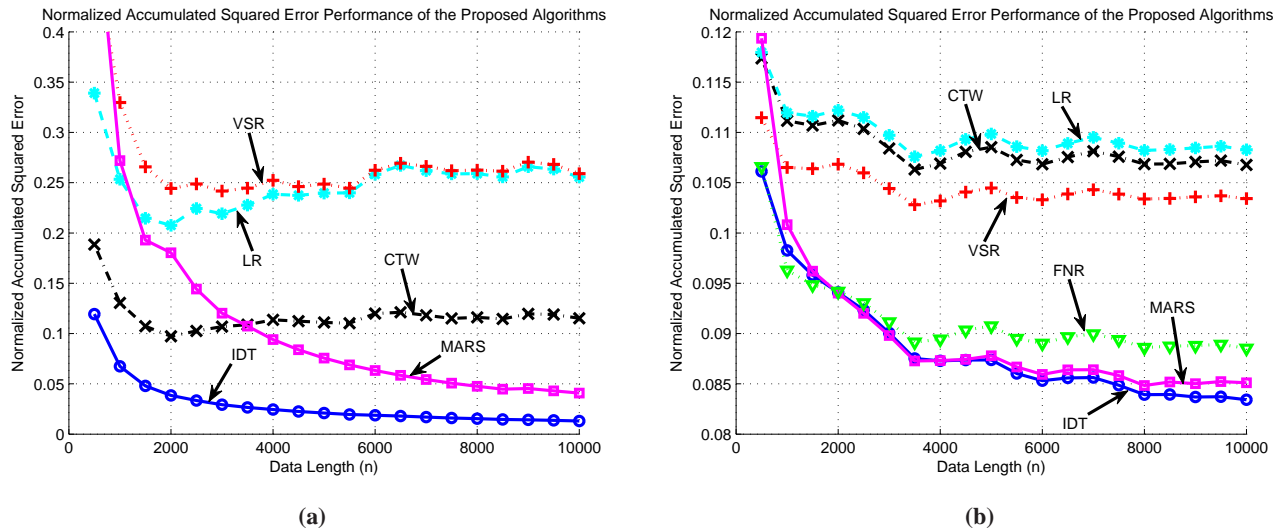 Normalized Accumulated Squared Error Performance of the Proposed Algorithms
0.4
0.35
0.3
0.25
0.2
0.15
0.1
0.05
0
Normalized Accumulated Squared Error
VSR
LR
CTW
IDT
MARS
0 2000 4000 6000 8000 10000
Data Length (n)
(a)
Normalized Accumulated Squared Error Performance of the Proposed Algorithms
0.12
0.115
0.11
0.105
0.1
0.095
0.09
0.085
0.08
Normalized Accumulated Squared Error
CTW
LR
VSR
FNR
MARS
IDT
0 2000 4000 6000 8000 10000
Data Length (n)
(b)